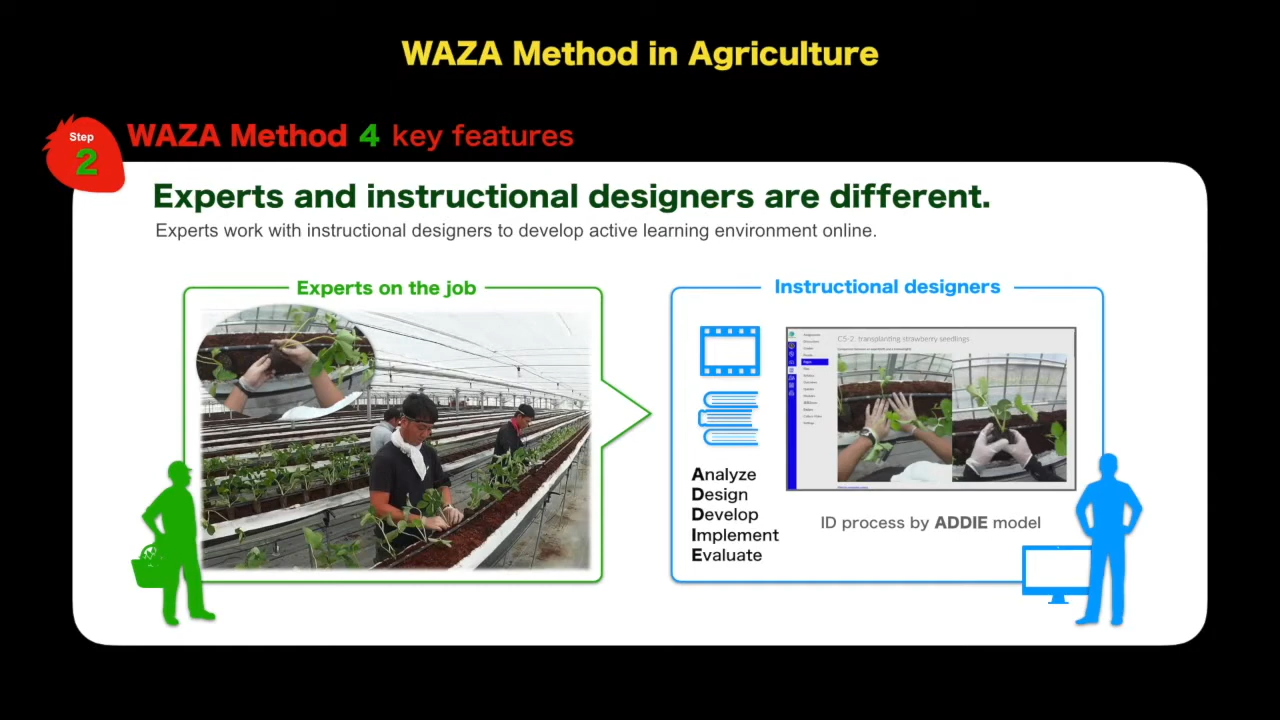 WAZA Method in Agriculture
Step
2
WAZA Method 4 key features
Experts and instructional designers are different.
Experts work with instructional designers to develop active learning environment online.
Experts on the job
Instructional designers
C5-2. transplanting strawberry seedlings
Analyze
Design
Develop
Implement
Evaluate
ID process by ADDIE model